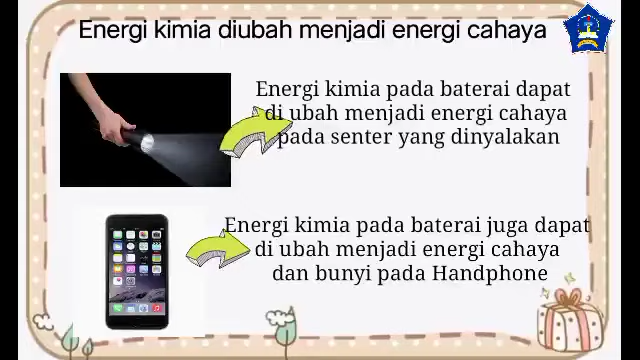 Energi kimia diubah menjadi energi cahaya
Energi kimia pada baterai dapat
di ubah menjadi energi cahaya
pada senter yang dinyalakan
Energi kimia pada baterai juga dapat
di ubah menjadi energi cahaya
dan bunyi pada Handphone